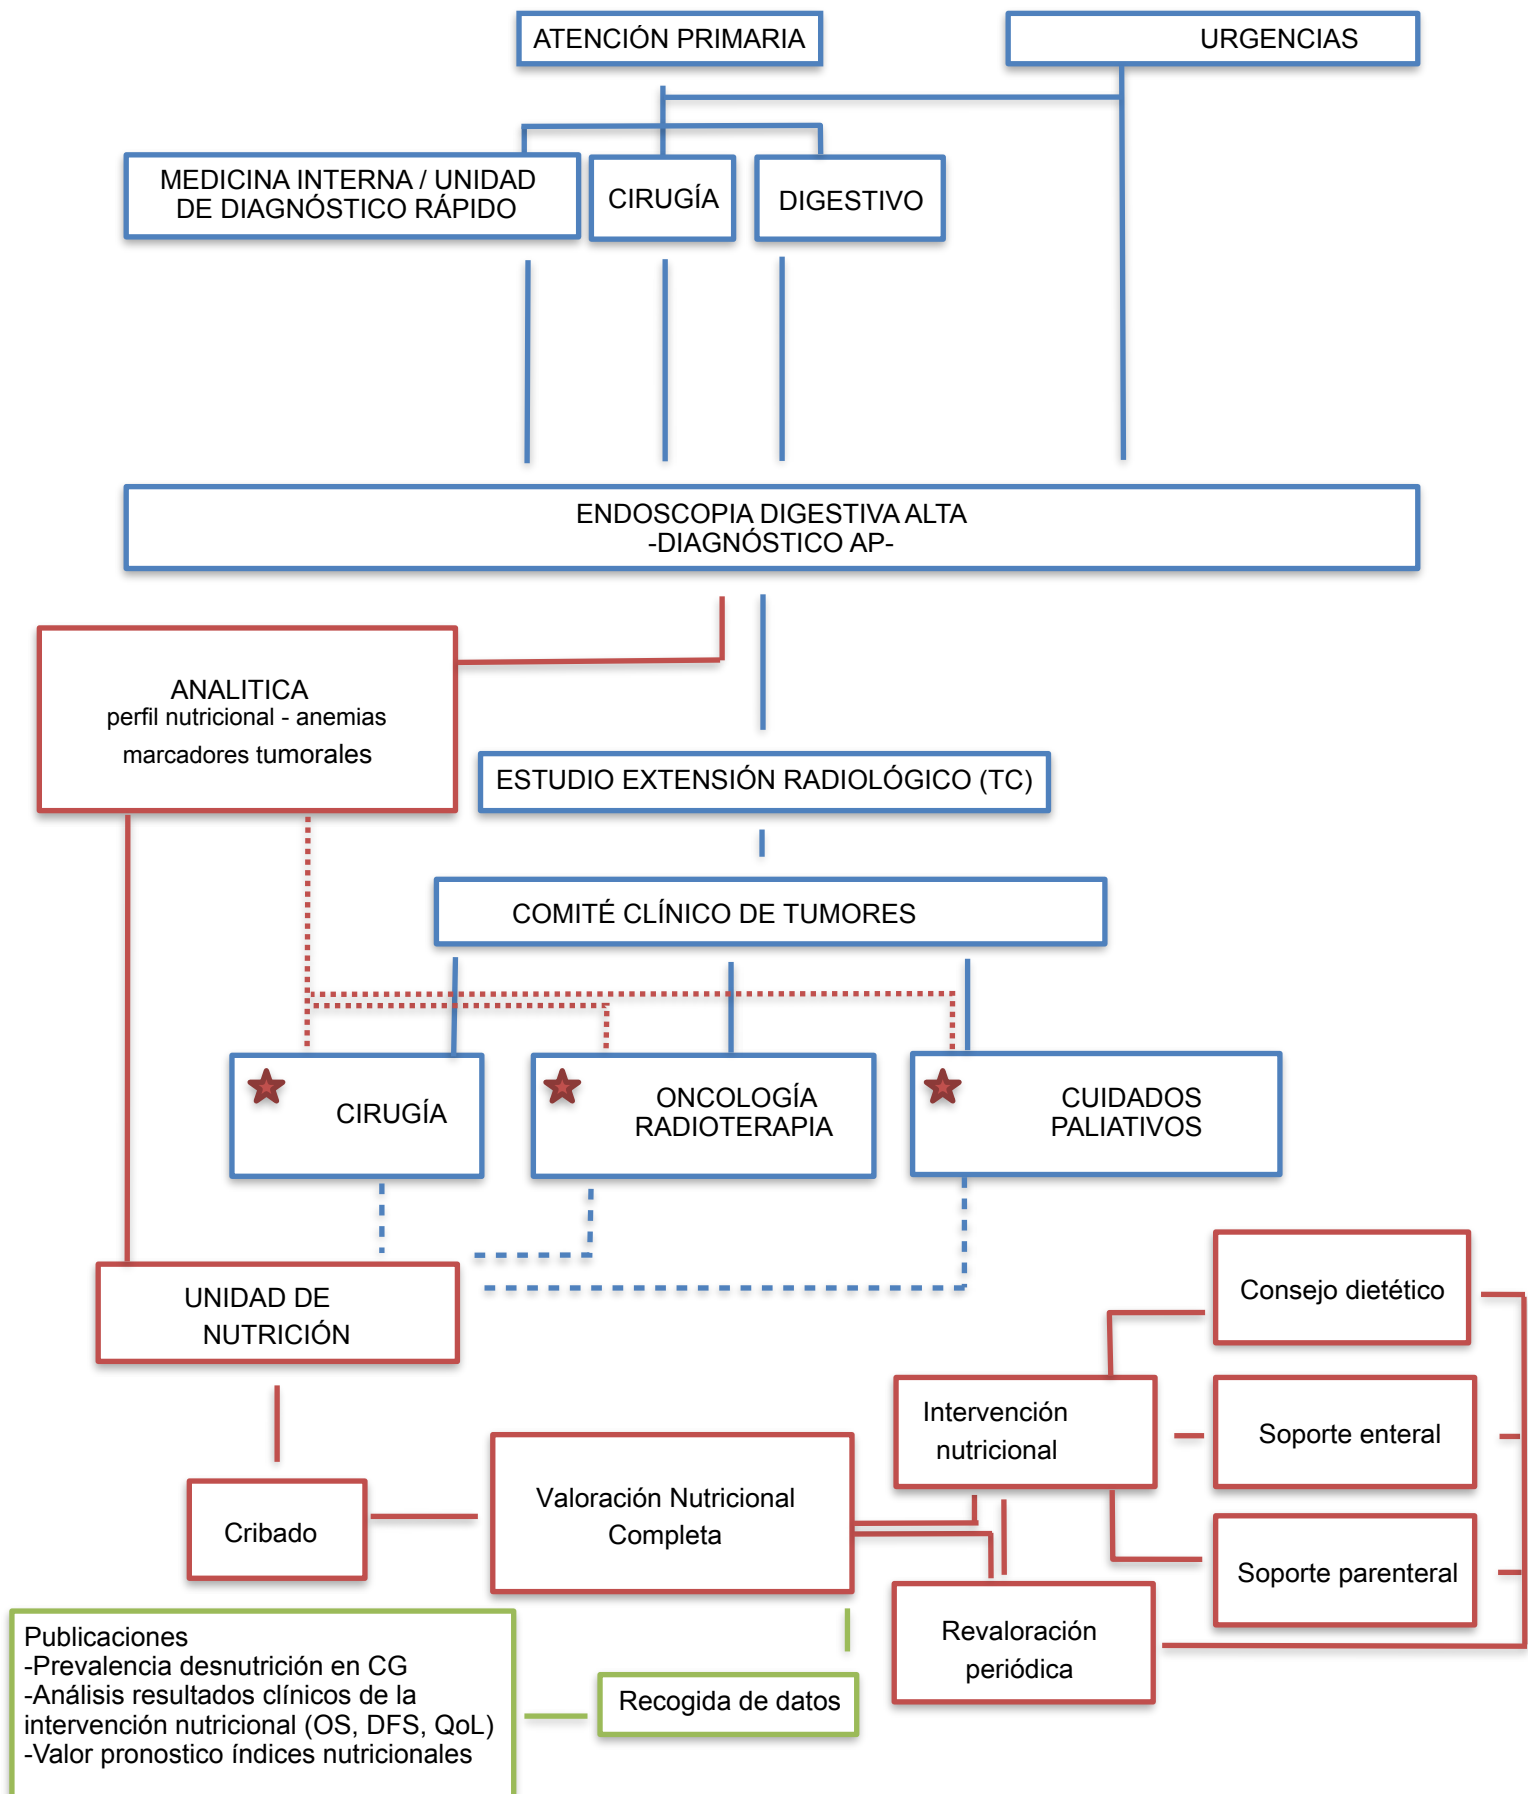 ATENCIÓN PRIMARIA
URGENCIAS
MEDICINA INTERNA / UNIDAD
DE DIAGNÓSTICO RÁPIDO
CIRUGÍA
DIGESTIVO
ENDOSCOPIA DIGESTIVA ALTA
-DIAGNÓSTICO AP-
ANALITICA
perfil nutricional - anemias
marcadores tumorales
ESTUDIO EXTENSIÓN RADIOLÓGICO (TC)
COMITÉ CLÍNICO DE TUMORES
CIRUGÍA
ONCOLOGÍA
RADIOTERAPIA
CUIDADOS
PALIATIVOS
UNIDAD DE
NUTRICIÓN
Consejo dietético
Intervención
nutricional
Soporte enteral
Cribado
Valoración Nutricional
Completa
Soporte parenteral
Revaloración
periódica
Recogida de datos
Publicaciones
-Prevalencia desnutrición en CG
-Análisis resultados clínicos de la
intervención nutricional (OS, DFS, QoL)
-Valor pronostico índices nutricionales